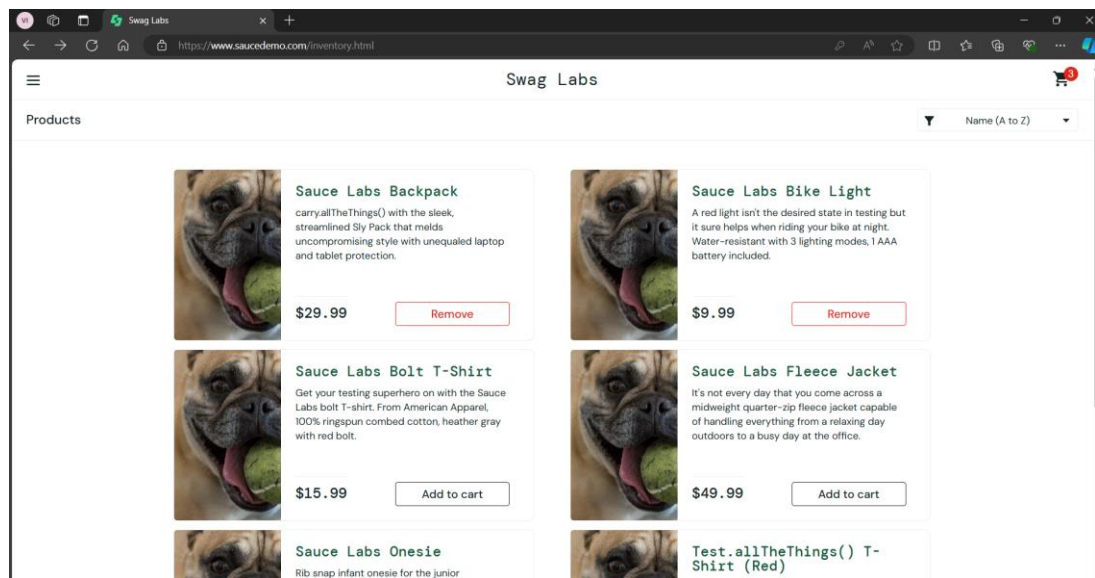 VI
Swag Labs
https://www.saucedemo.com/inventory.html
Swag Labs
3
Products
Name (A to Z)
Sauce Labs Backpack
carry.allTheThings() with the sleek,
streamlined Sly Pack that melds
uncompromising style with unequaled laptop
and tablet protection.
$29.99
Remove
Sauce Labs Bike Light
A red light isn't the desired state in testing but
it sure helps when riding your bike at night.
Water-resistant with 3 lighting modes, 1 AAA
battery included.
$9.99
Remove
Sauce Labs Bolt T-Shirt
Get your testing superhero on with the Sauce
Labs bolt T-shirt. From American Apparel,
100% ringspun combed cotton, heather gray
with red bolt.
$15.99
Add to cart
Sauce Labs Fleece Jacket
It's not every day that you come across a
midweight quarter-zip fleece jacket capable
of handling everything from a relaxing day
outdoors to a busy day at the office.
$49.99
Add to cart
Sauce Labs Onesie
Rib snap infant onesie for the junior
Test.allTheThings() T-
Shirt (Red)